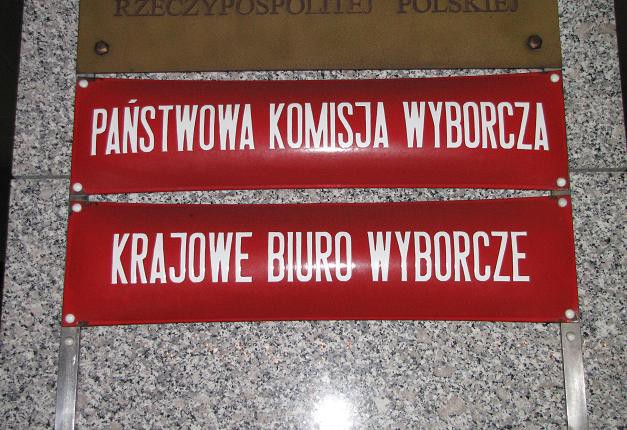 RZECZYPOSPOLITEJ POLSKIEJ
PAŃSTWOWA KOMISJA WYBORCZA
KRAJOWE BIURO WYBORCZE